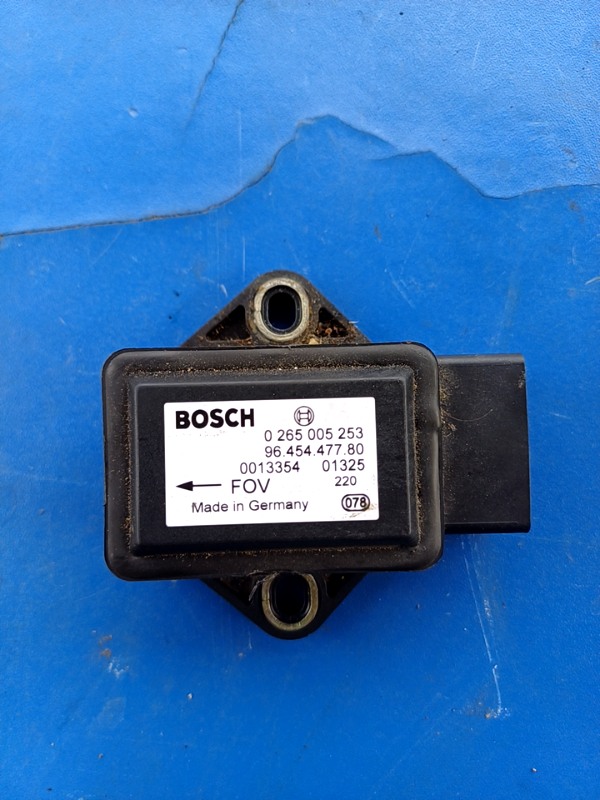 BOSCH
0 265 005 253
96.454.477.80
0013354 01325
FOV 220
Made in Germany 078